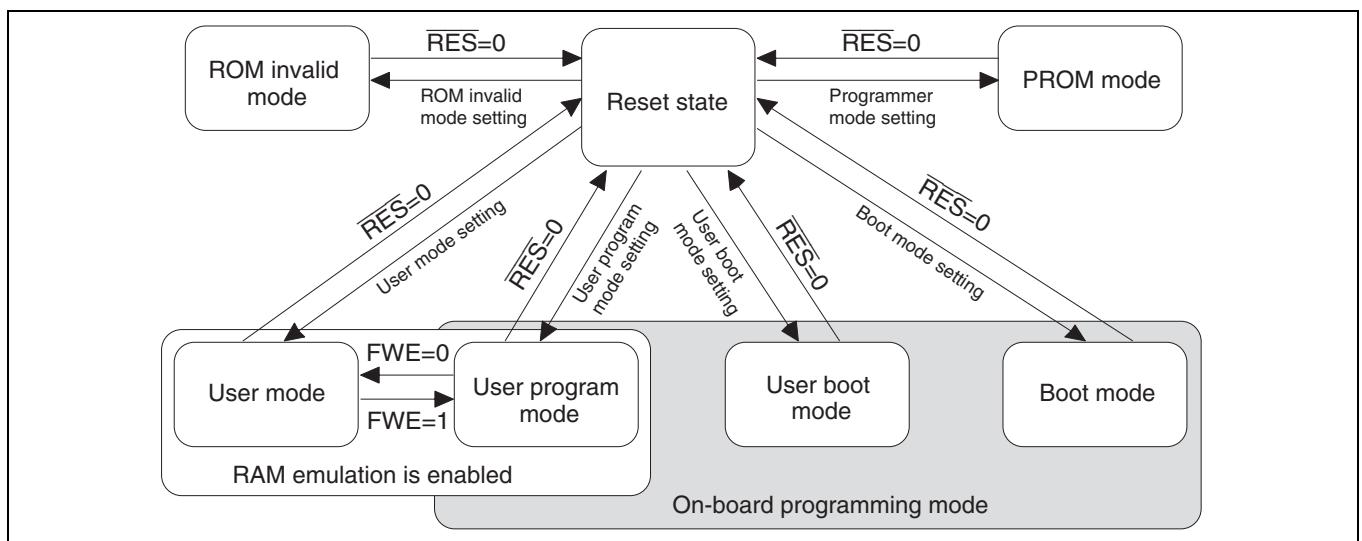 ROM invalid
mode
RES=0
ROM invalid
mode setting
Reset state
RES=0
Programmer
mode setting
PROM mode
RES=0
User mode setting
RES=0
User program
mode setting
User boot
mode setting
RES=0
Boot mode setting
RES=0
User mode
FWE=0
FWE=1
User program
mode
User boot
mode
Boot mode
RAM emulation is enabled
On-board programming mode